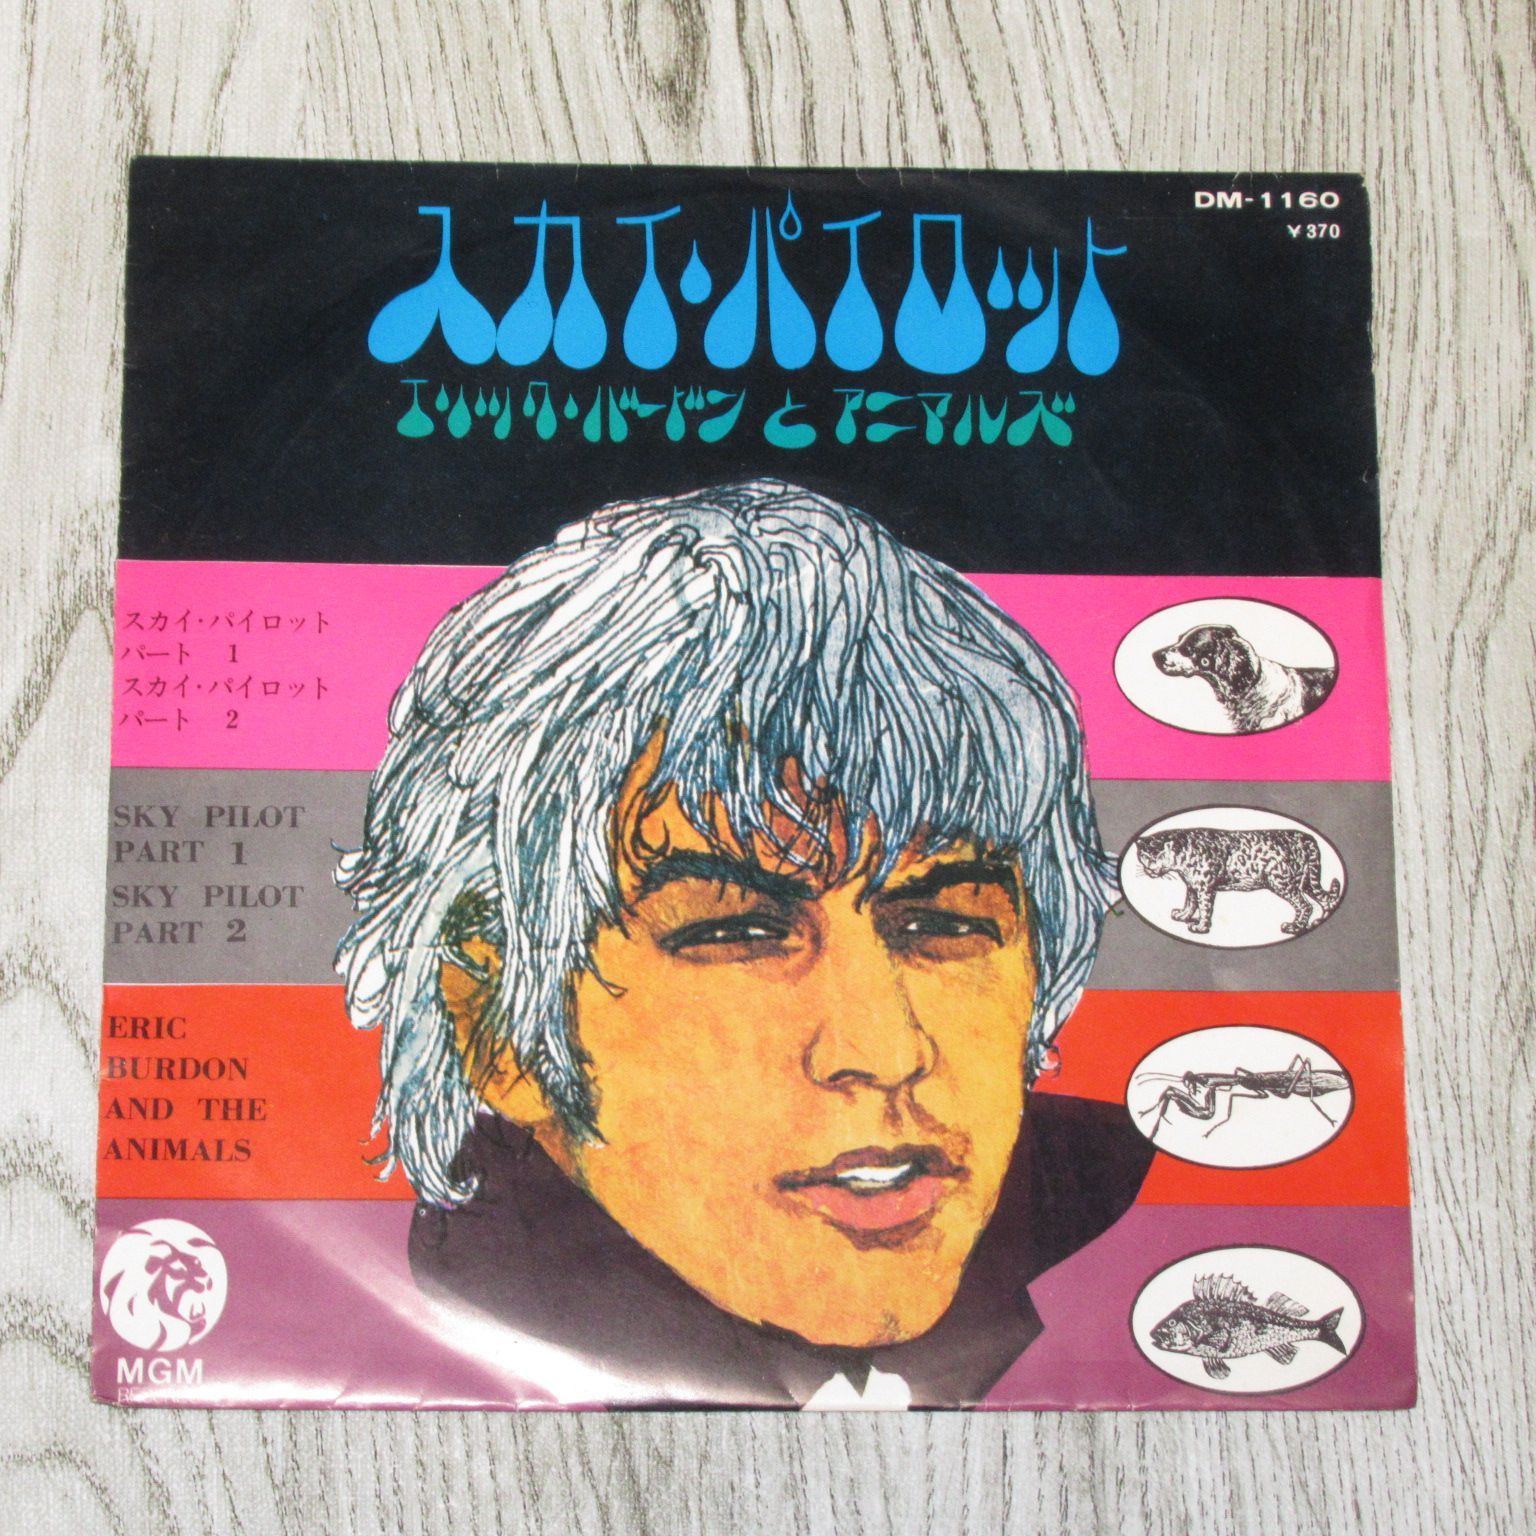 DM-1160
¥370
スカイ・パイロット
エリック・バードンとアニマルズ
スカイ・パイロット
パート 1
スカイ・パイロット
パート 2
SKY PILOT
PART 1
SKY PILOT
PART 2
ERIC
BURDON
AND THE
ANIMALS
MGM